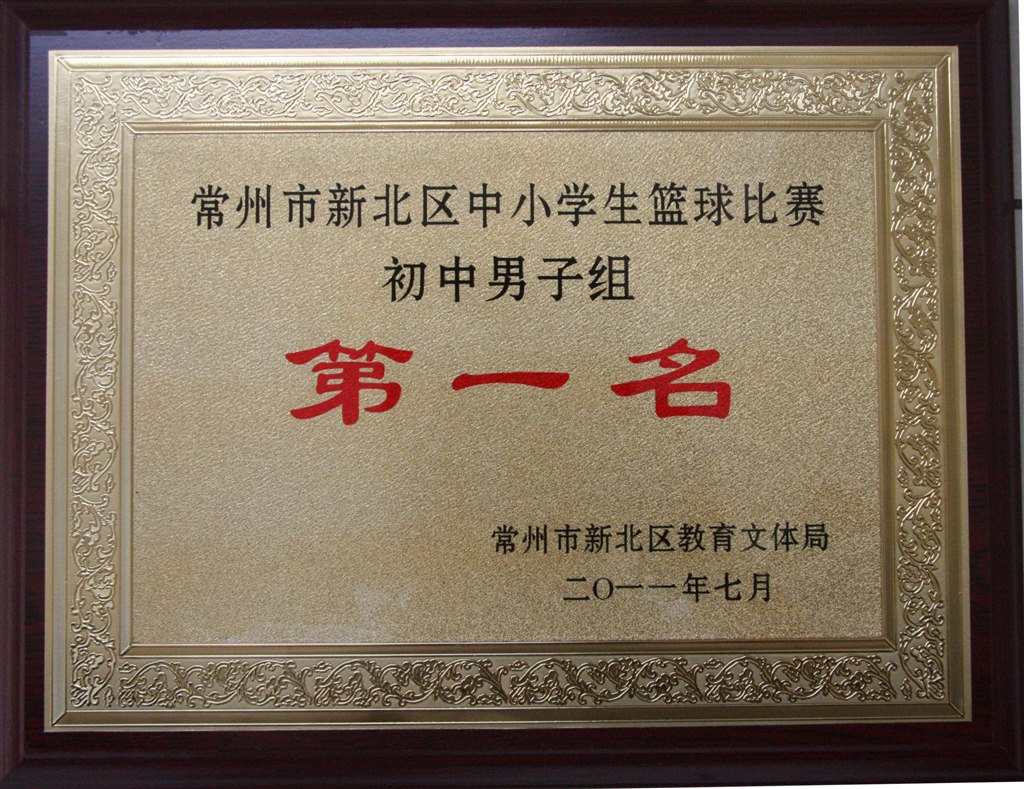 常州市新北区中小学生篮球比赛
初中男子组
第一名
常州市新北区教育文体局
二〇一一年七月